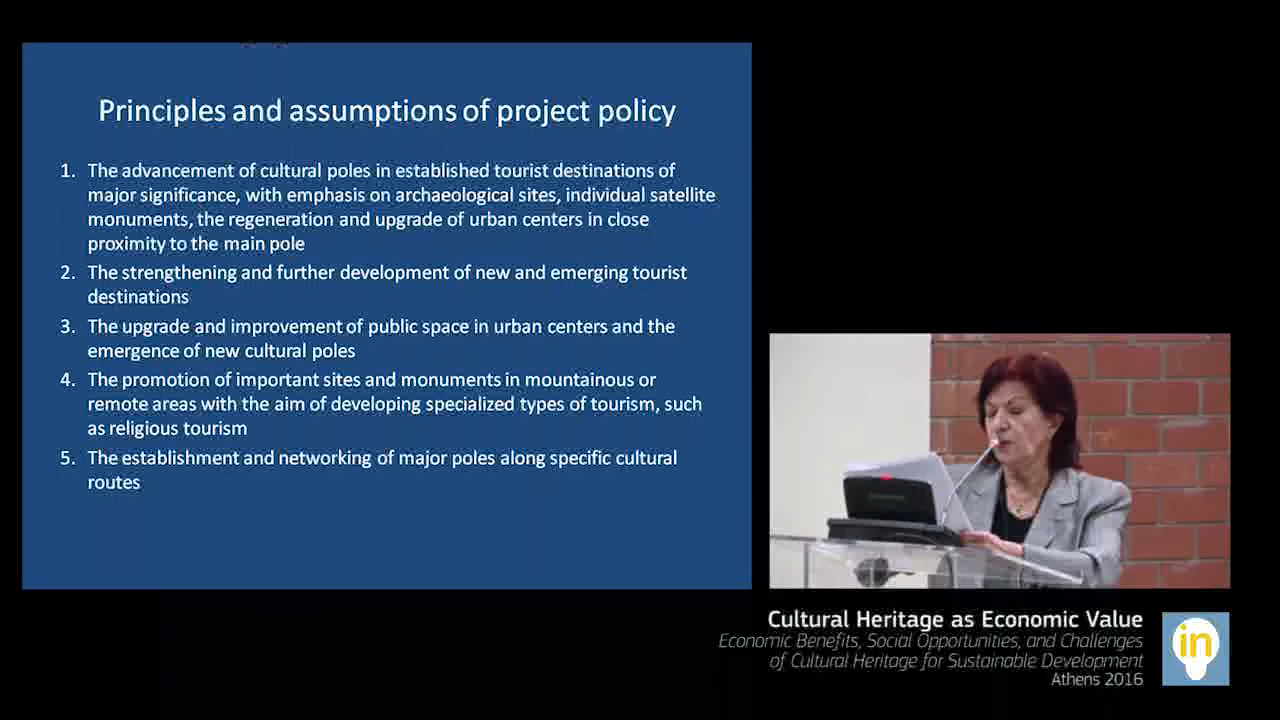 Principles and assumptions of project policy
1. The advancement of cultural poles in established tourist destinations of
major significance, with emphasis on archaeological sites, individual satellite
monuments, the regeneration and upgrade of urban centers in close
proximity to the main pole
2. The strengthening and further development of new and emerging tourist
destinations
3. The upgrade and improvement of public space in urban centers and the
emergence of new cultural poles
4. The promotion of important sites and monuments in mountainous or
remote areas with the aim of developing specialized types of tourism, such
as religious tourism
5. The establishment and networking of major poles along specific cultural
routes
Cultural Heritage as Economic Value
Economic Benefits, Social Opportunities, and Challenges
of Cultural Heritage for Sustainable Development
Athens 2016
in